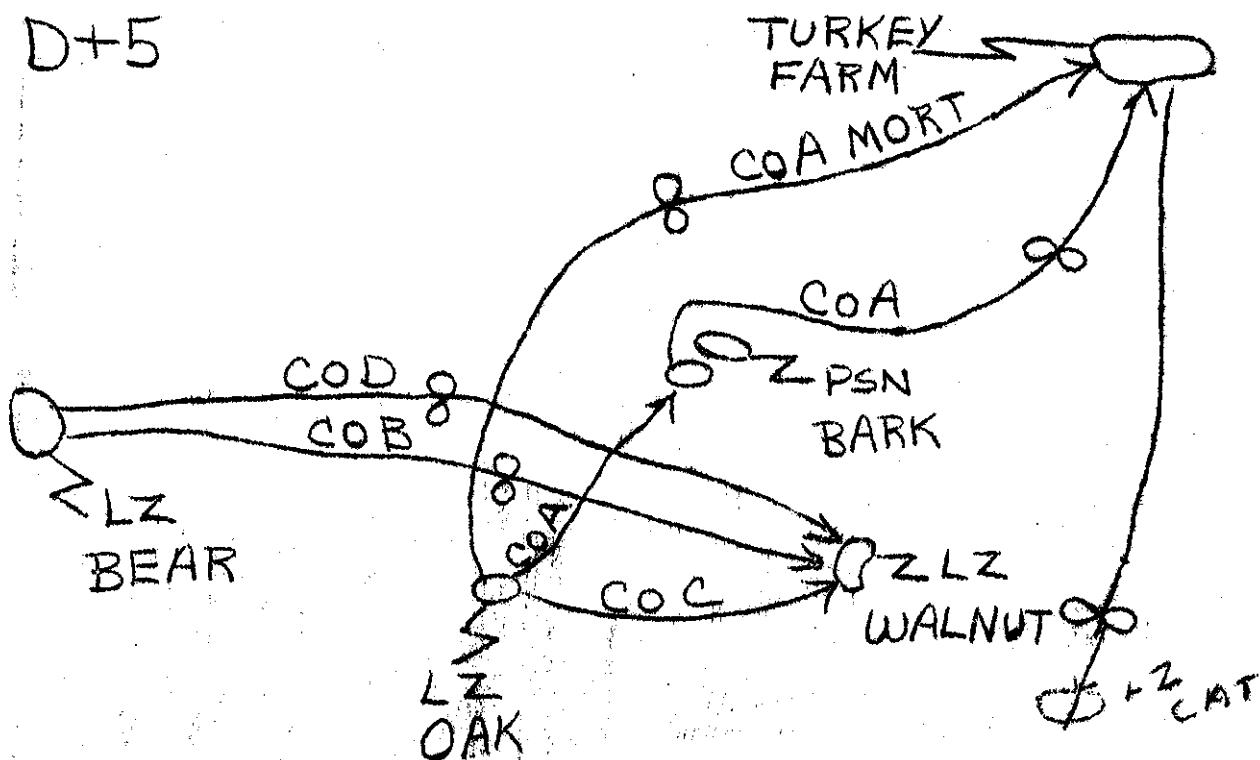 D+5
TURKEY
FARM
CoA MORT
CoA
CoD
CoB
PSN
BARK
LZ
BEAR
CoA
CoC
LZ
WALNUT
LZ
OAK
LZ
CAT